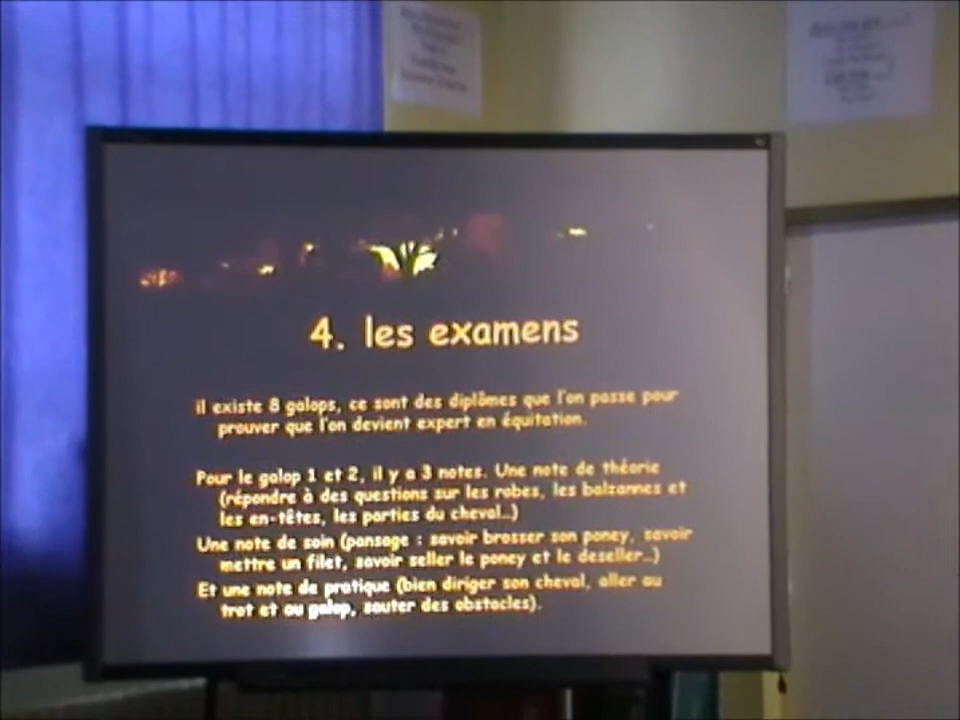 4. les examens
il existe 8 galops, ce sont des diplômes que l'on passe pour
prouver que l'on devient expert en équitation.
Pour le galop 1 et 2, il y a 3 notes. Une note de théorie
(répondre à des questions sur les robes, les balzannes et
les en-têtes, les parties du cheval…)
Une note de soin (pansage : savoir brosser son poney, savoir
mettre un filet, savoir seller le poney et le deseller…)
Et une note de pratique (bien diriger son cheval, aller au
trot et au galop, sauter des obstacles).